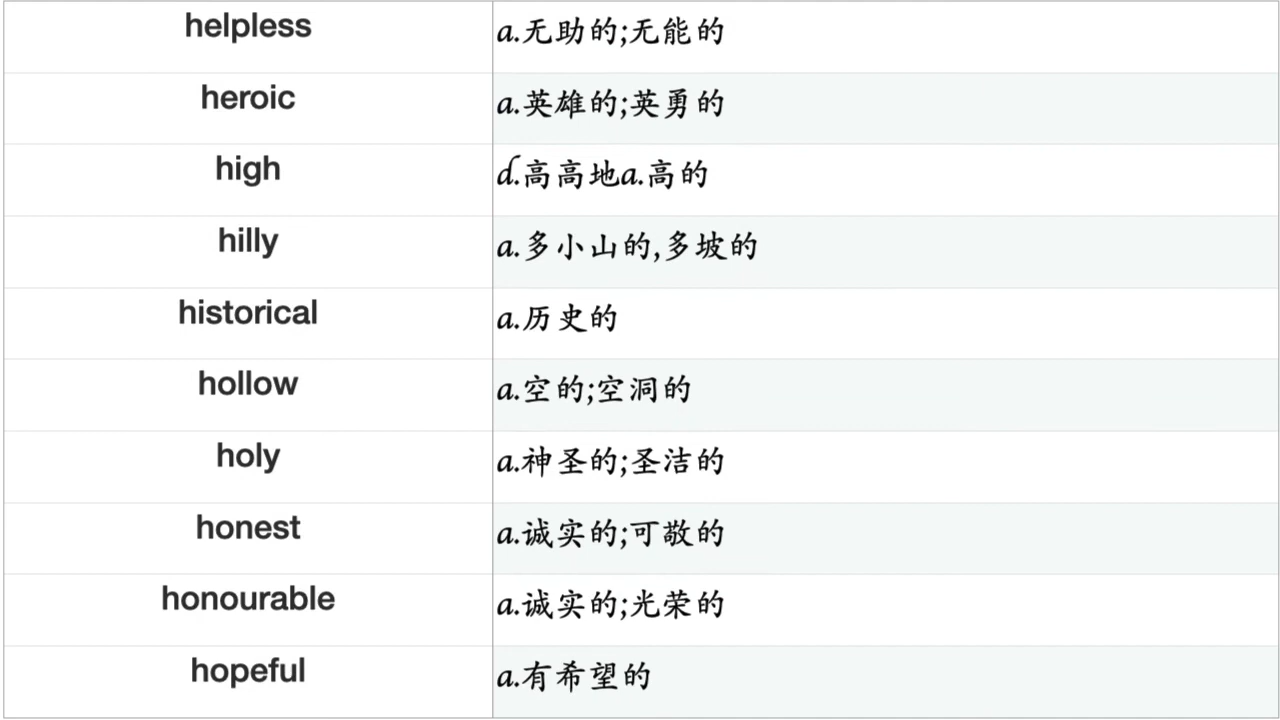 helpless a.无助的;无能的
heroic a.英雄的;英勇的
high d.高高地a.高的
hilly a.多小山的,多坡的
historical a.历史的
hollow a.空的;空洞的
holy a.神圣的;圣洁的
honest a.诚实的;可敬的
honourable a.诚实的;光荣的
hopeful a.有希望的